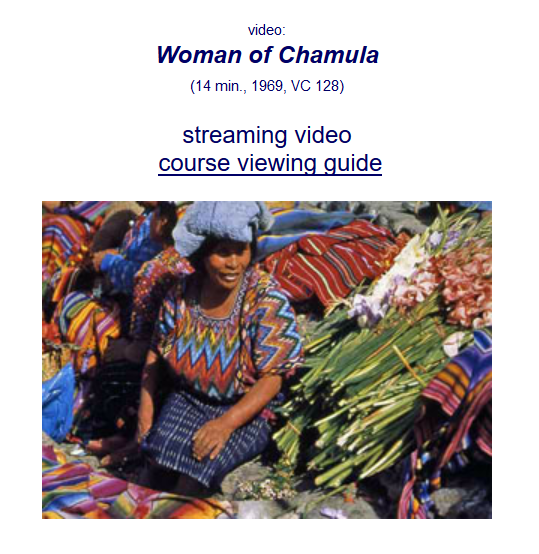 video:
Woman of Chamula
(14 min., 1969, VC 128)
streaming video
course viewing guide